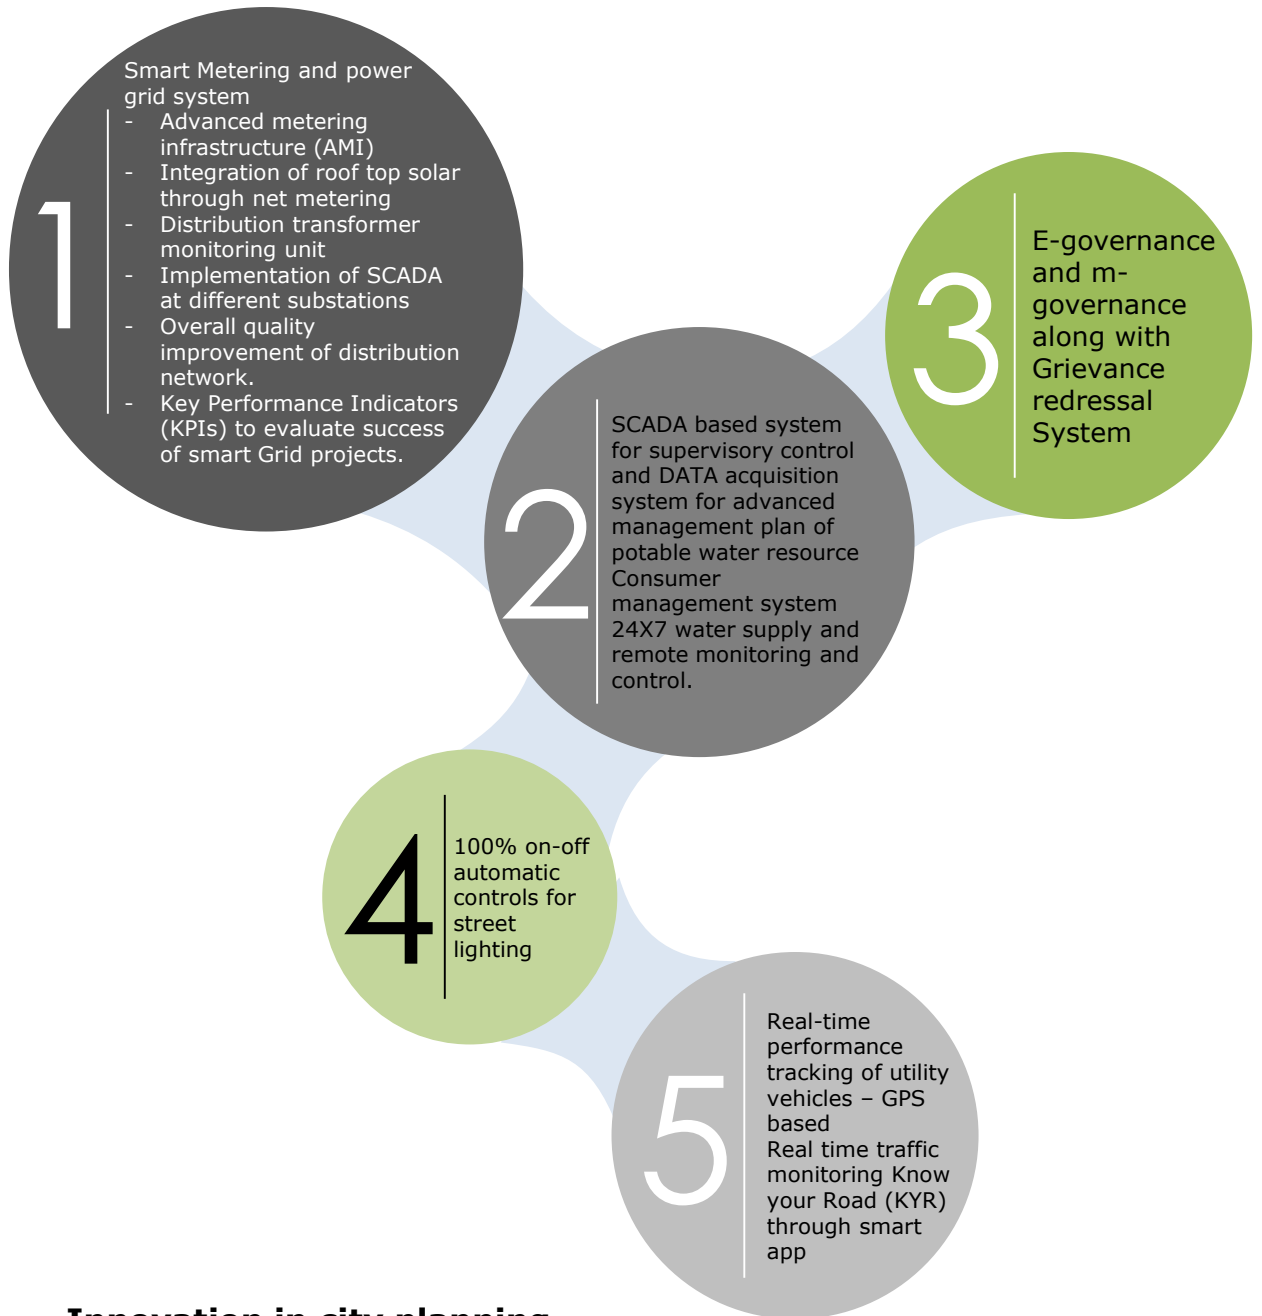 1
Smart Metering and power
grid system
- Advanced metering
infrastructure (AMI)
- Integration of roof top solar
through net metering
- Distribution transformer
monitoring unit
- Implementation of SCADA
at different substations
- Overall quality
improvement of distribution
network.
- Key Performance Indicators
(KPIs) to evaluate success
of smart Grid projects.
2
SCADA based system
for supervisory control
and DATA acquisition
system for advanced
management plan of
potable water resource
Consumer
management system
24X7 water supply and
remote monitoring and
control.
3
E-governance
and m-
governance
along with
Grievance
redressal
System
4
100% on-off
automatic
controls for
street
lighting
5
Real-time
performance
tracking of utility
vehicles – GPS
based
Real time traffic
monitoring Know
your Road (KYR)
through smart
app
Innovation in city planning